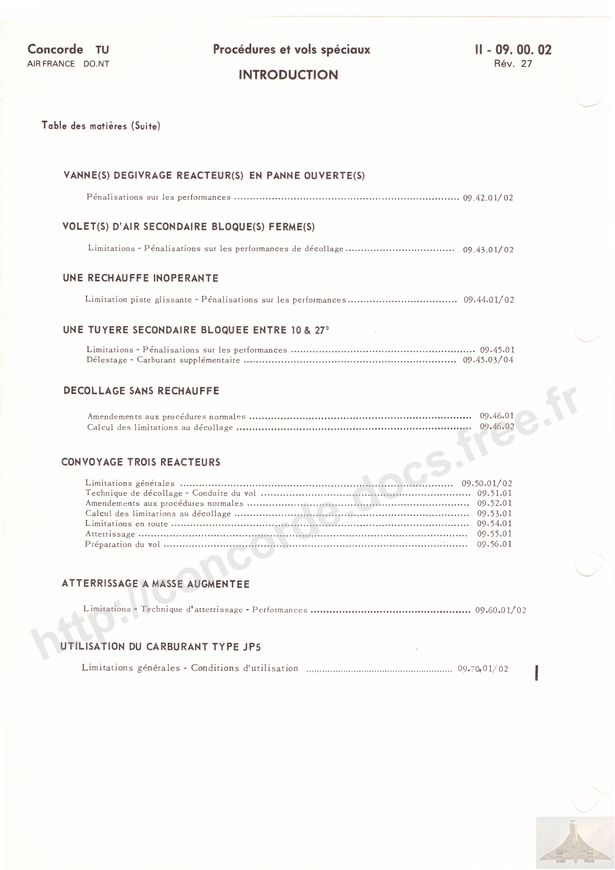 Concorde TU
Procédures et vols spéciaux
II - 09. 00. 02
AIR FRANCE DO.NT
INTRODUCTION
Rév. 27
Table des matières (Suite)
VANNE(S) DEGIVRAGE REACTEUR(S) EN PANNE OUVERTE(S)
Pénalisations sur les performances ........ 09.42.01/02
VOLET(S) D'AIR SECONDAIRE BLOQUE(S) FERME(S)
Limitations - Pénalisations sur les performances de décollage ........ 09.43.01/02
UNE RECHAUFFE INOPERANTE
Limitation piste glissante - Pénalisations sur les performances ........ 09.44.01/02
UNE TUYERE SECONDAIRE BLOQUEE ENTRE 10 & 27°
Limitations - Pénalisations sur les performances ........ 09.45.01
Délestage - Carburant supplémentaire ........ 09.45.03/04
DECOLLAGE SANS RECHAUFFE
Amendements aux procédures normales ........ 09.46.01
Calcul des limitations au décollage ........ 09.46.02
CONVOYAGE TROIS REACTEURS
Limitations générales ........ 09.50.01/02
Technique de décollage - Conduite du vol ........ 09.51.01
Amendements aux procédures normales ........ 09.52.01
Calcul des limitations au décollage ........ 09.53.01
Limitations en route ........ 09.54.01
Atterrissage ........ 09.55.01
Préparation du vol ........ 09.56.01
ATTERRISSAGE A MASSE AUGMENTEE
Limitations - Technique d'atterrissage - Performances ........ 09.60.01/02
UTILISATION DU CARBURANT TYPE JP5
Limitations générales - Conditions d'utilisation ........ 09.70.01/02
http://concorde.docs.free.fr